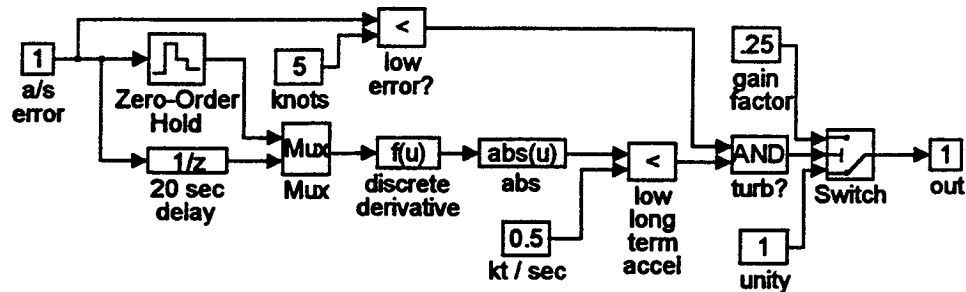 1
a/s
error
Zero-Order
Hold
1/z
20 sec
delay
5
knots
<
low
error?
Mux
Mux
f(u)
discrete
derivative
abs(u)
abs
0.5
kt / sec
<
low
long
term
accel
.25
gain
factor
AND
turb?
1
unity
Switch
1
out